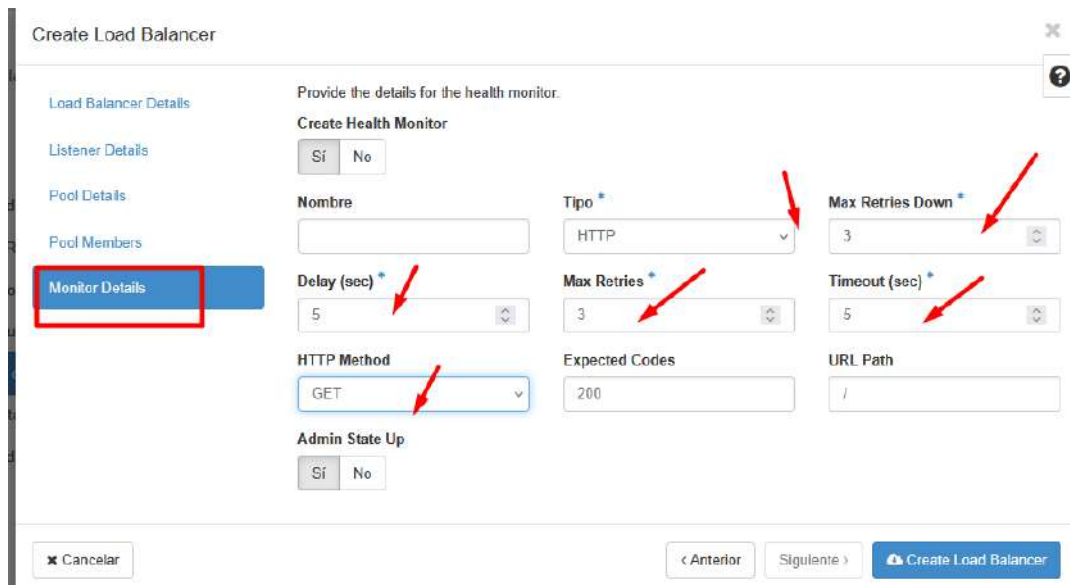 Create Load Balancer
Load Balancer Details
Listener Details
Pool Details
Pool Members
Monitor Details
Provide the details for the health monitor.
Create Health Monitor
Sí No
Nombre Tipo * Max Retries Down *
HTTP 3
Delay (sec) * Max Retries * Timeout (sec) *
5 3 5
HTTP Method Expected Codes URL Path
GET 200 /
Admin State Up
Sí No
Cancelar
‹ Anterior Siguiente › Create Load Balancer